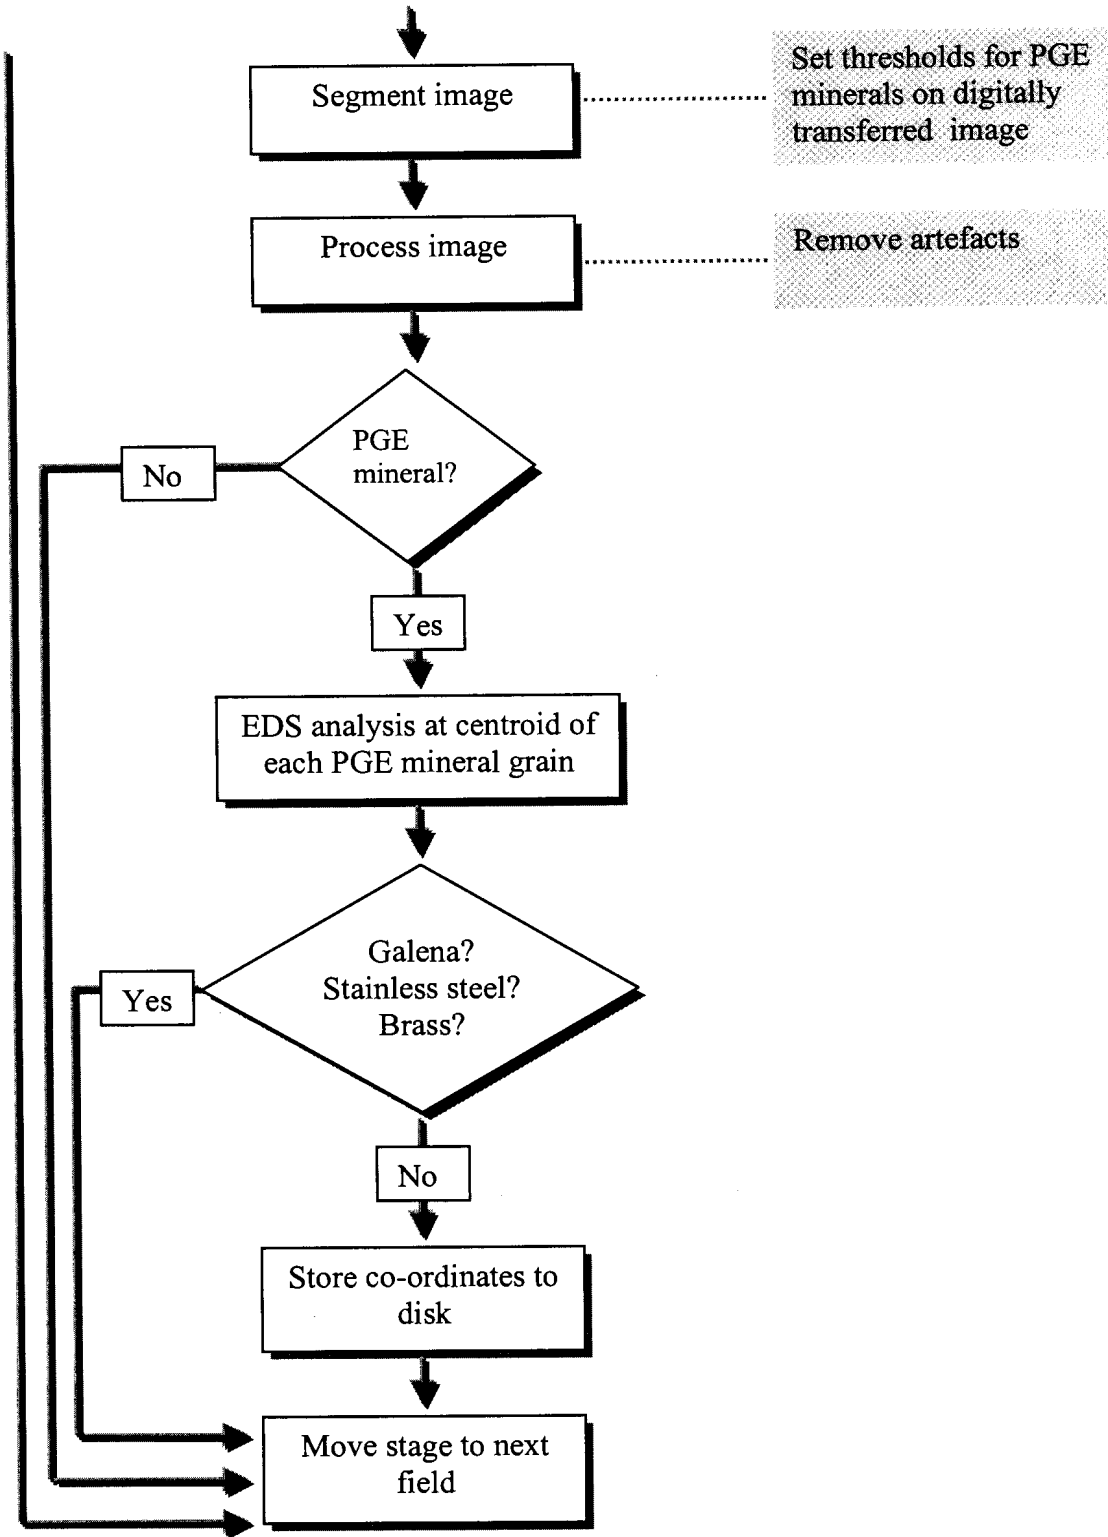 Segment image
Set thresholds for PGE
minerals on digitally
transferred image
Process image
Remove artefacts
PGE
mineral?
No
Yes
EDS analysis at centroid of
each PGE mineral grain
Galena?
Stainless steel?
Brass?
Yes
No
Store co-ordinates to
disk
Move stage to next
field